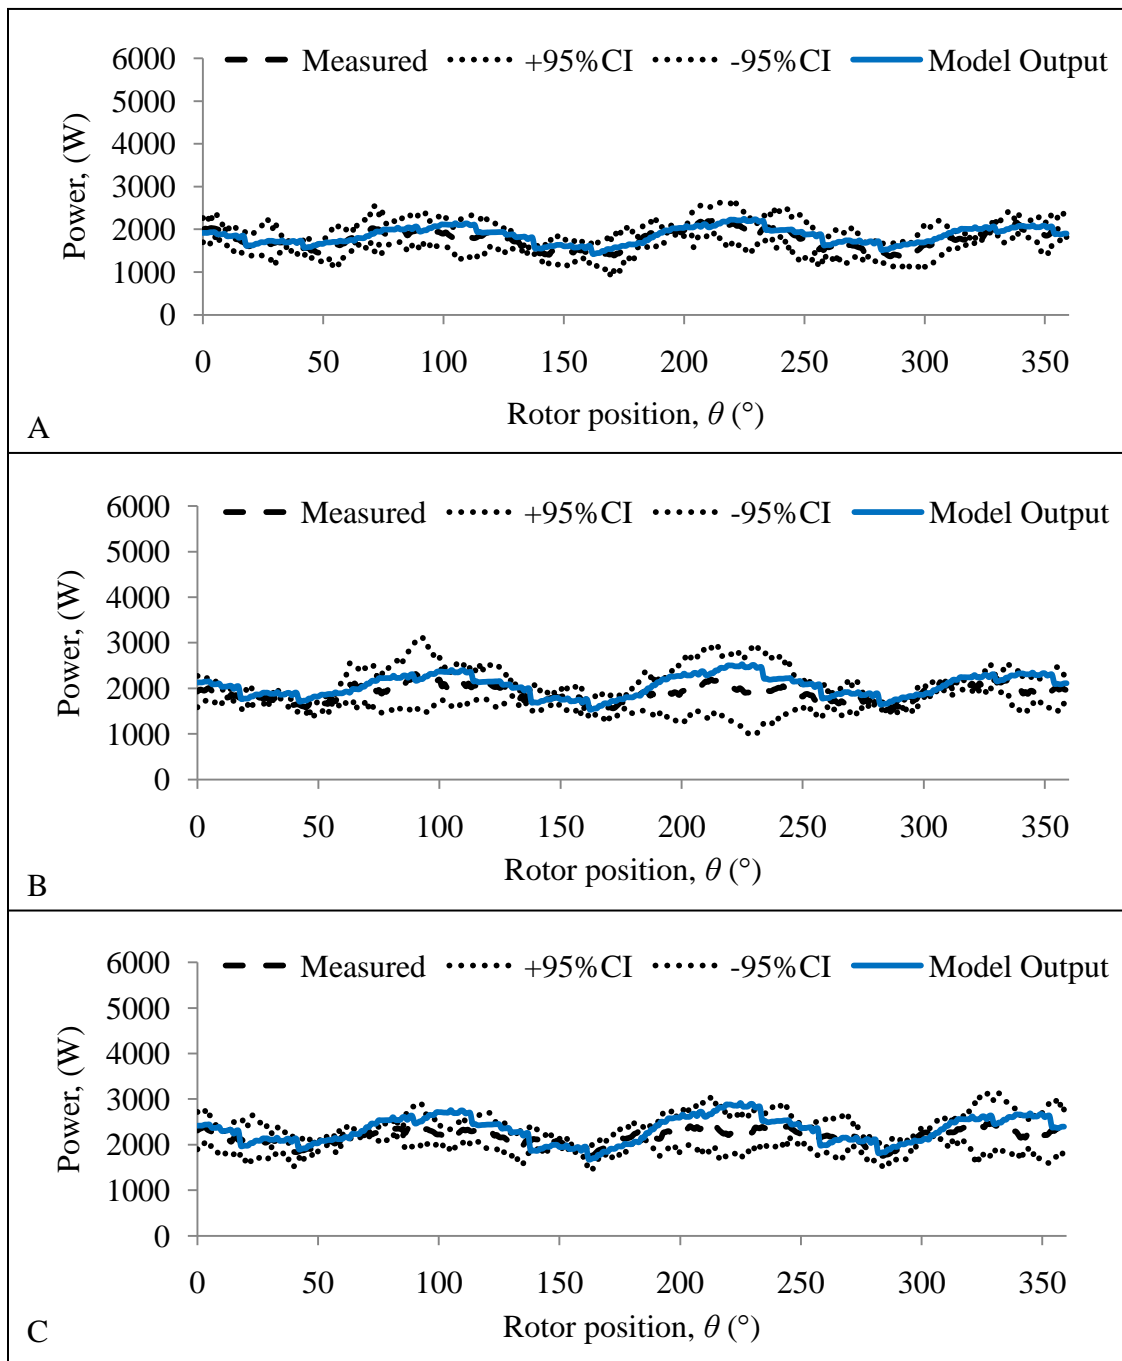 6000
Measured +95%CI -95%CI Model Output
5000
4000
3000
2000
1000
0
Power, (W)
0 50 100 150 200 250 300 350
Rotor position, θ (°)
A
6000
Measured +95%CI -95%CI Model Output
5000
4000
3000
2000
1000
0
Power, (W)
0 50 100 150 200 250 300 350
Rotor position, θ (°)
B
6000
Measured +95%CI -95%CI Model Output
5000
4000
3000
2000
1000
0
Power, (W)
0 50 100 150 200 250 300 350
Rotor position, θ (°)
C